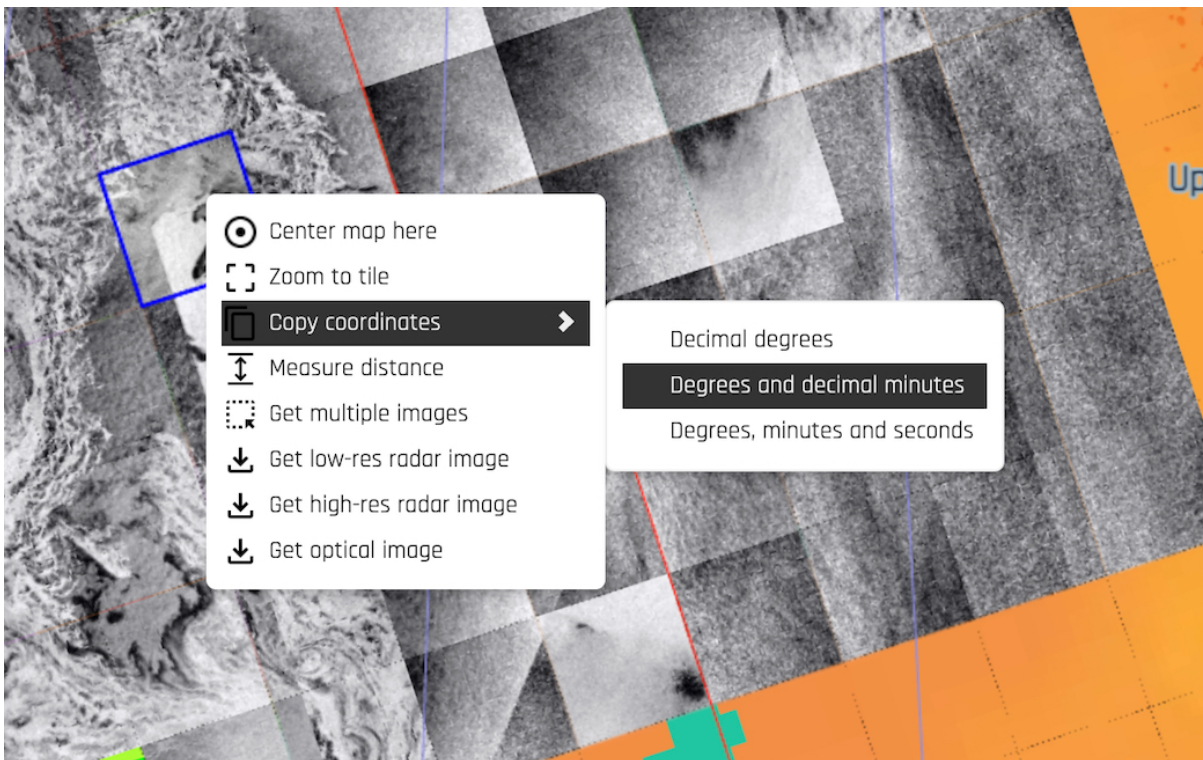 Up
Center map here
Zoom to tile
Copy coordinates
Measure distance
Get multiple images
Get low-res radar image
Get high-res radar image
Get optical image
Decimal degrees
Degrees and decimal minutes
Degrees, minutes and seconds